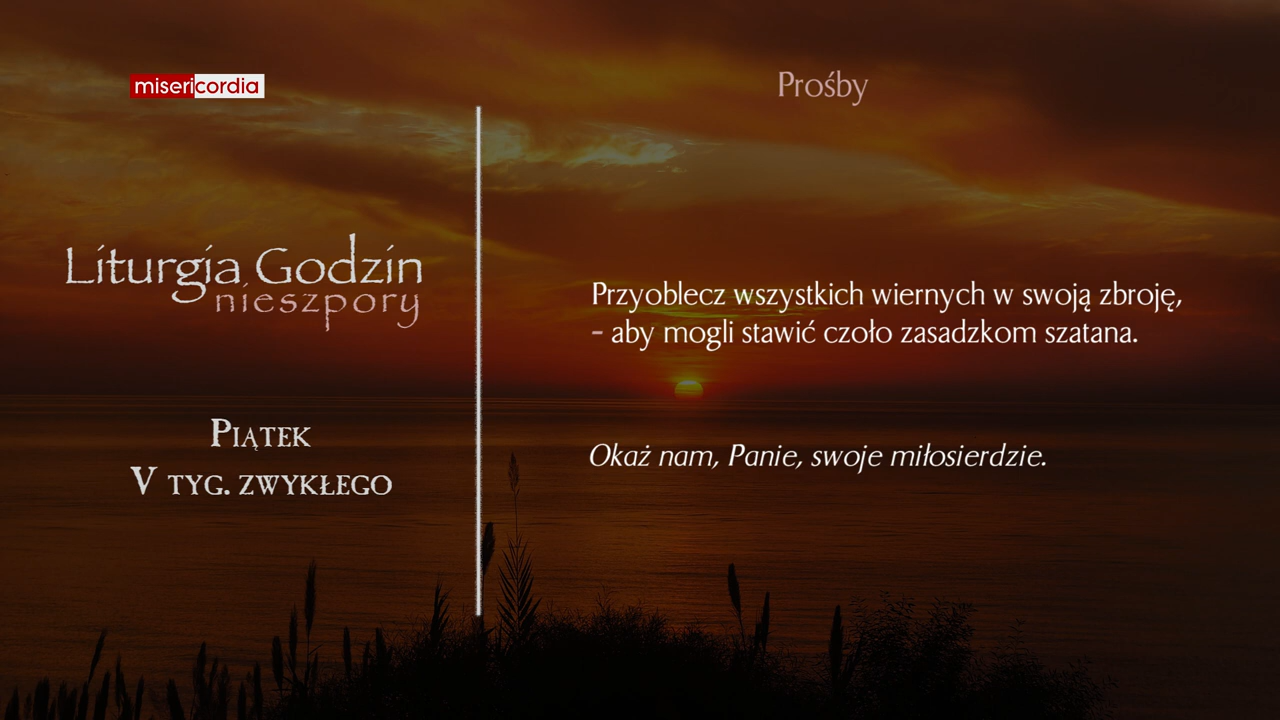 misericordia
Liturgia Godzin
nieszpory
Piątek
V tyg. zwykłego
Prośby
Przyoblecz wszystkich wiernych w swoją zbroję,
– aby mogli stawić czoło zasadzkom szatana.
Okaż nam, Panie, swoje miłosierdzie.